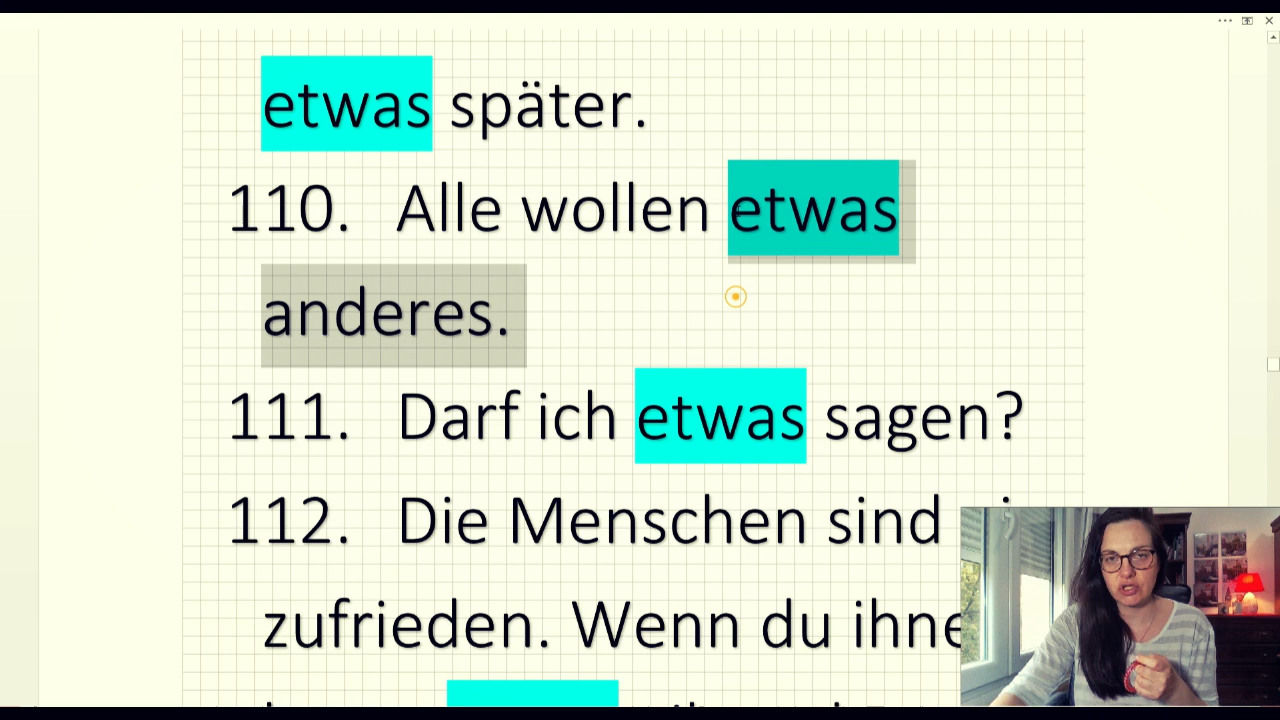 etwas später.
110. Alle wollen etwas
anderes.
111. Darf ich etwas sagen?
112. Die Menschen sind
zufrieden. Wenn du